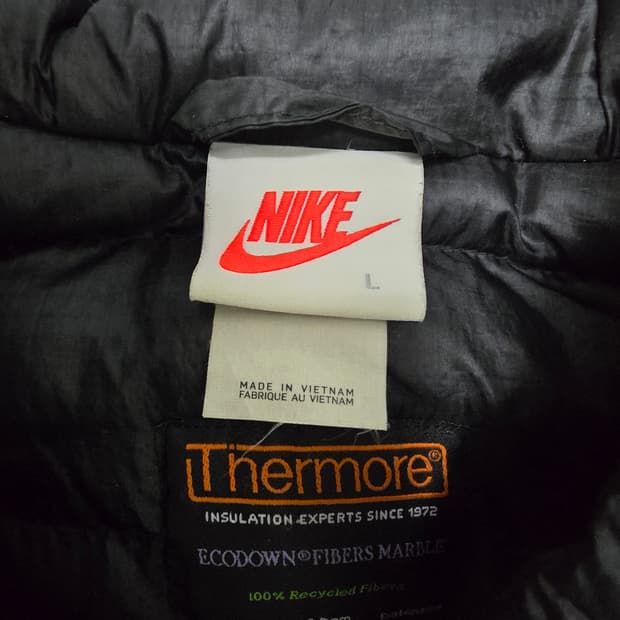 NIKE
L
MADE IN VIETNAM
FABRIQUE AU VIETNAM
Thermore®
INSULATION EXPERTS SINCE 1972
ECODOWN® FIBERS MARBLE
100% Recycled Fibers